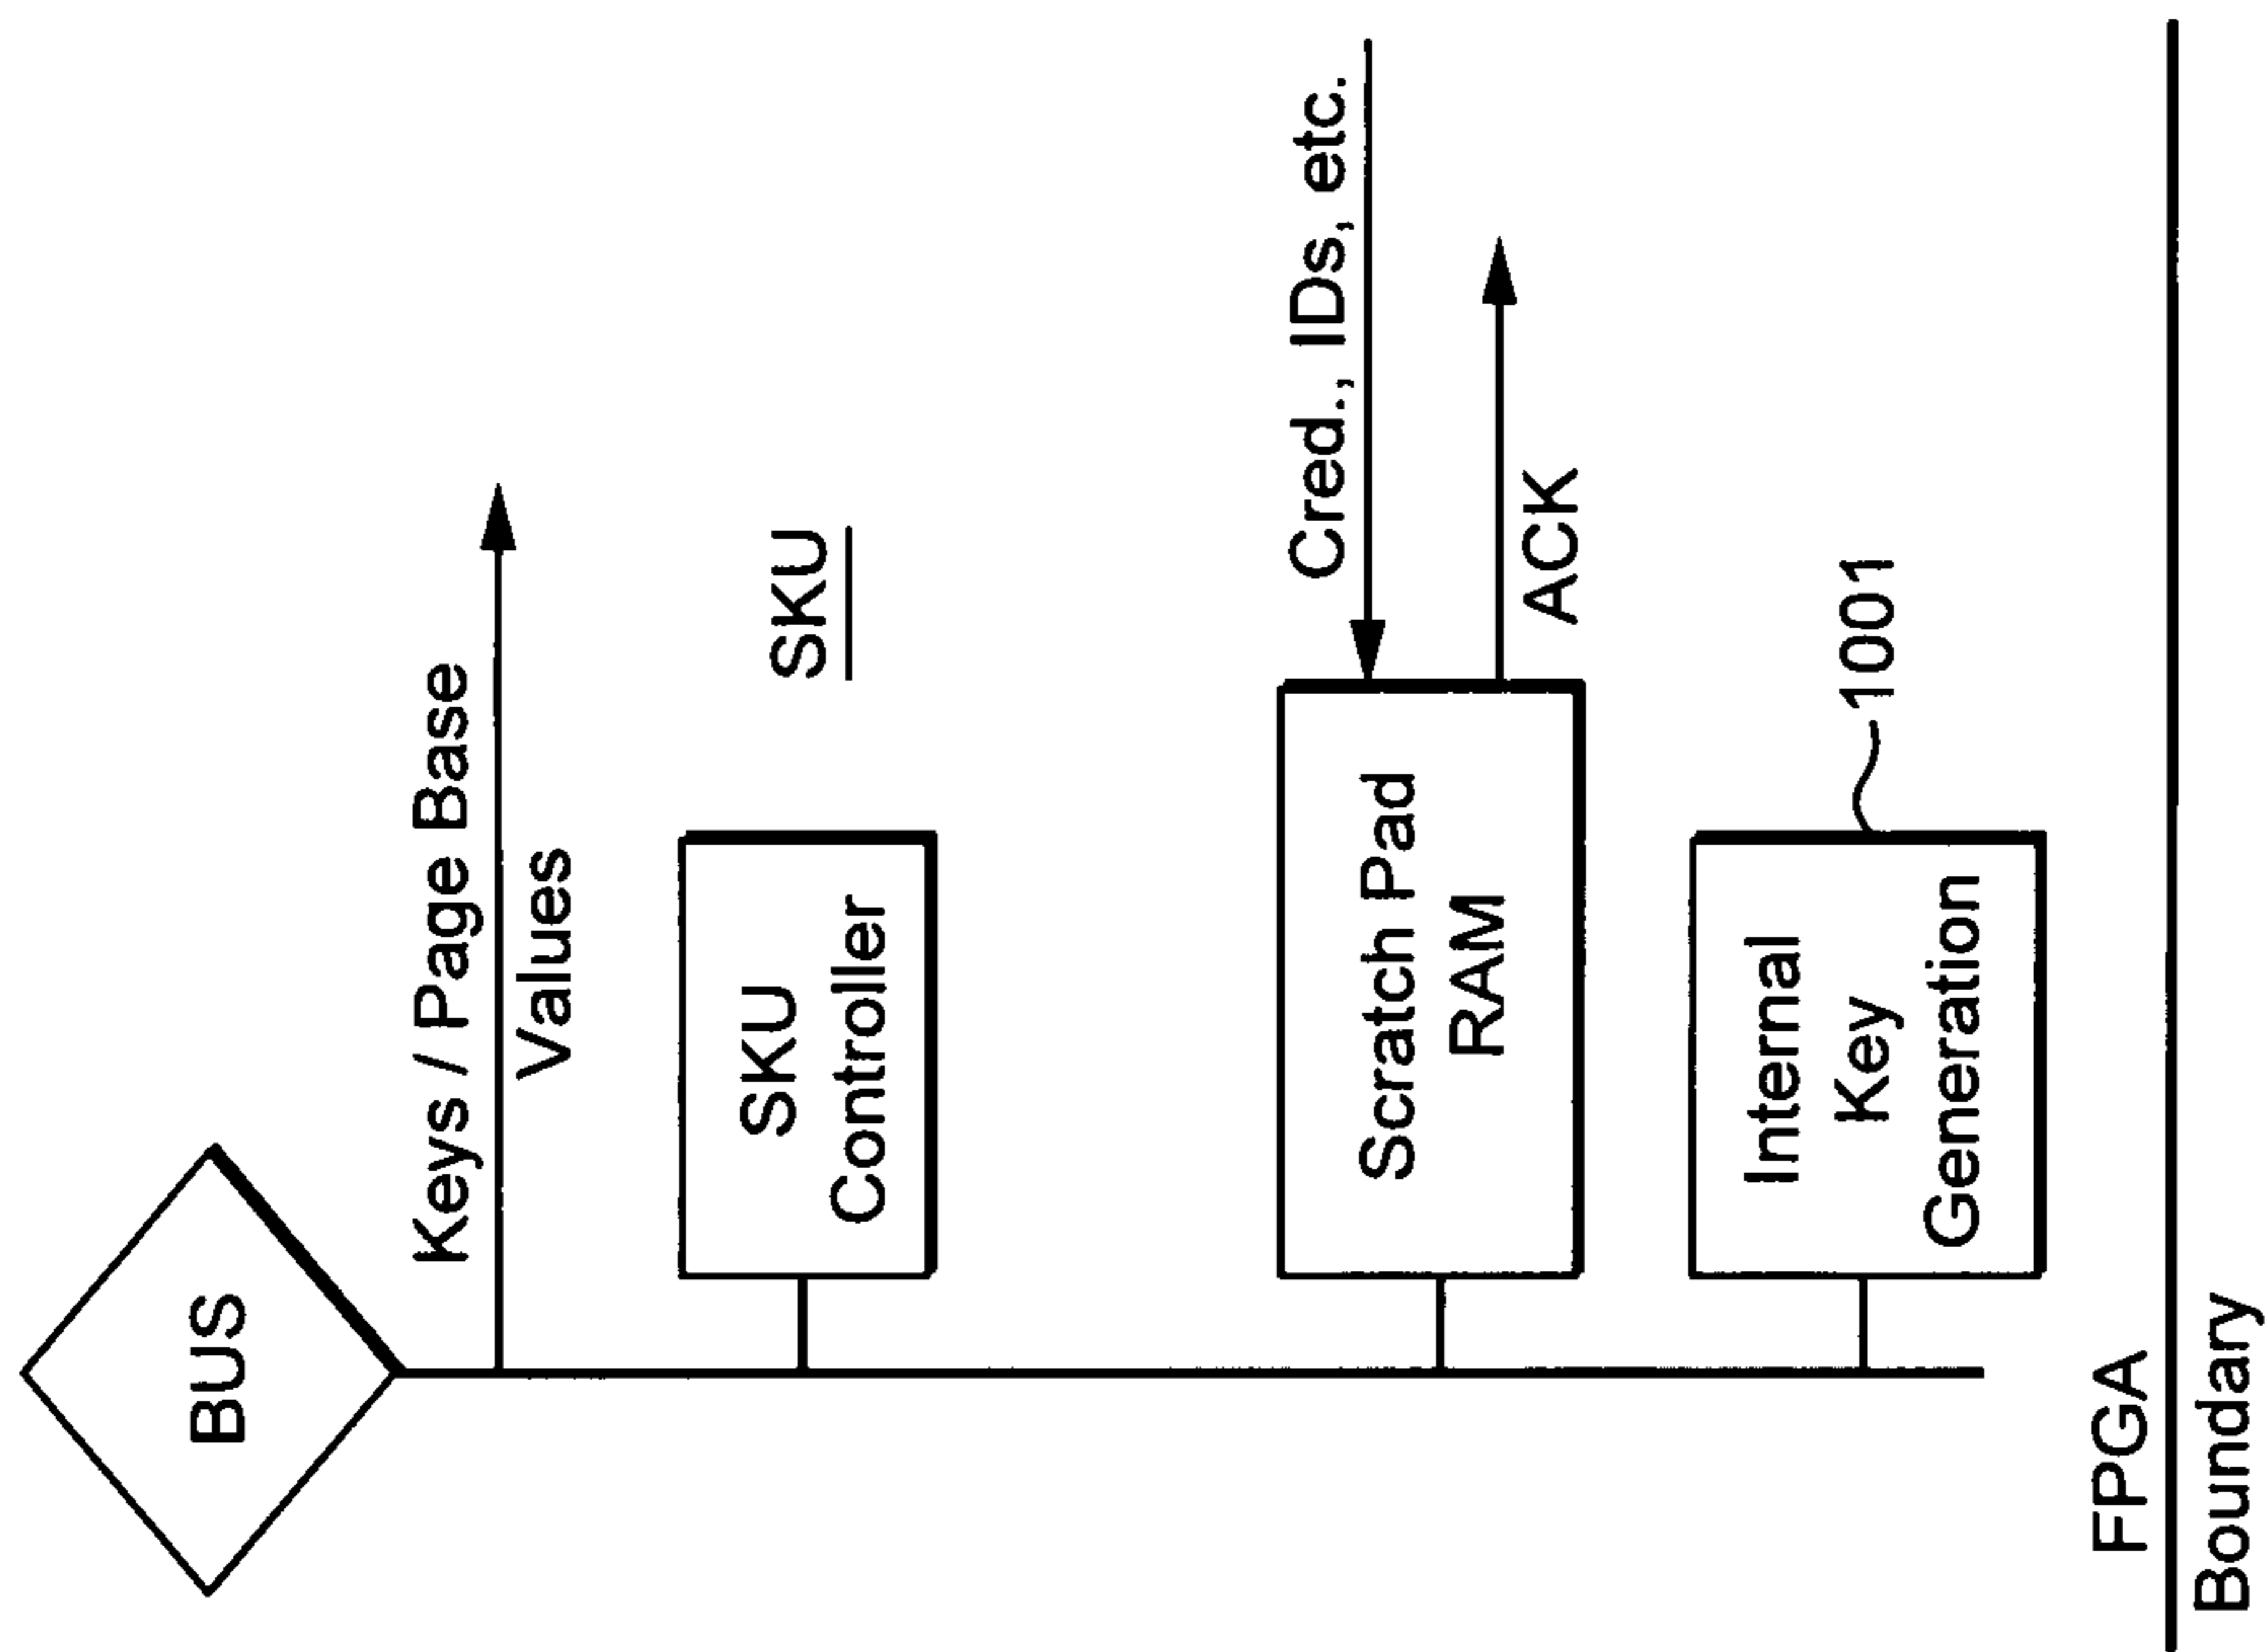 BUS
Keys / Page Base
Values
SKU
Controller
SKU
Cred., IDs, etc.
Scratch Pad
RAM
ACK
Internal
Key
Generation
1001
FPGA
Boundary